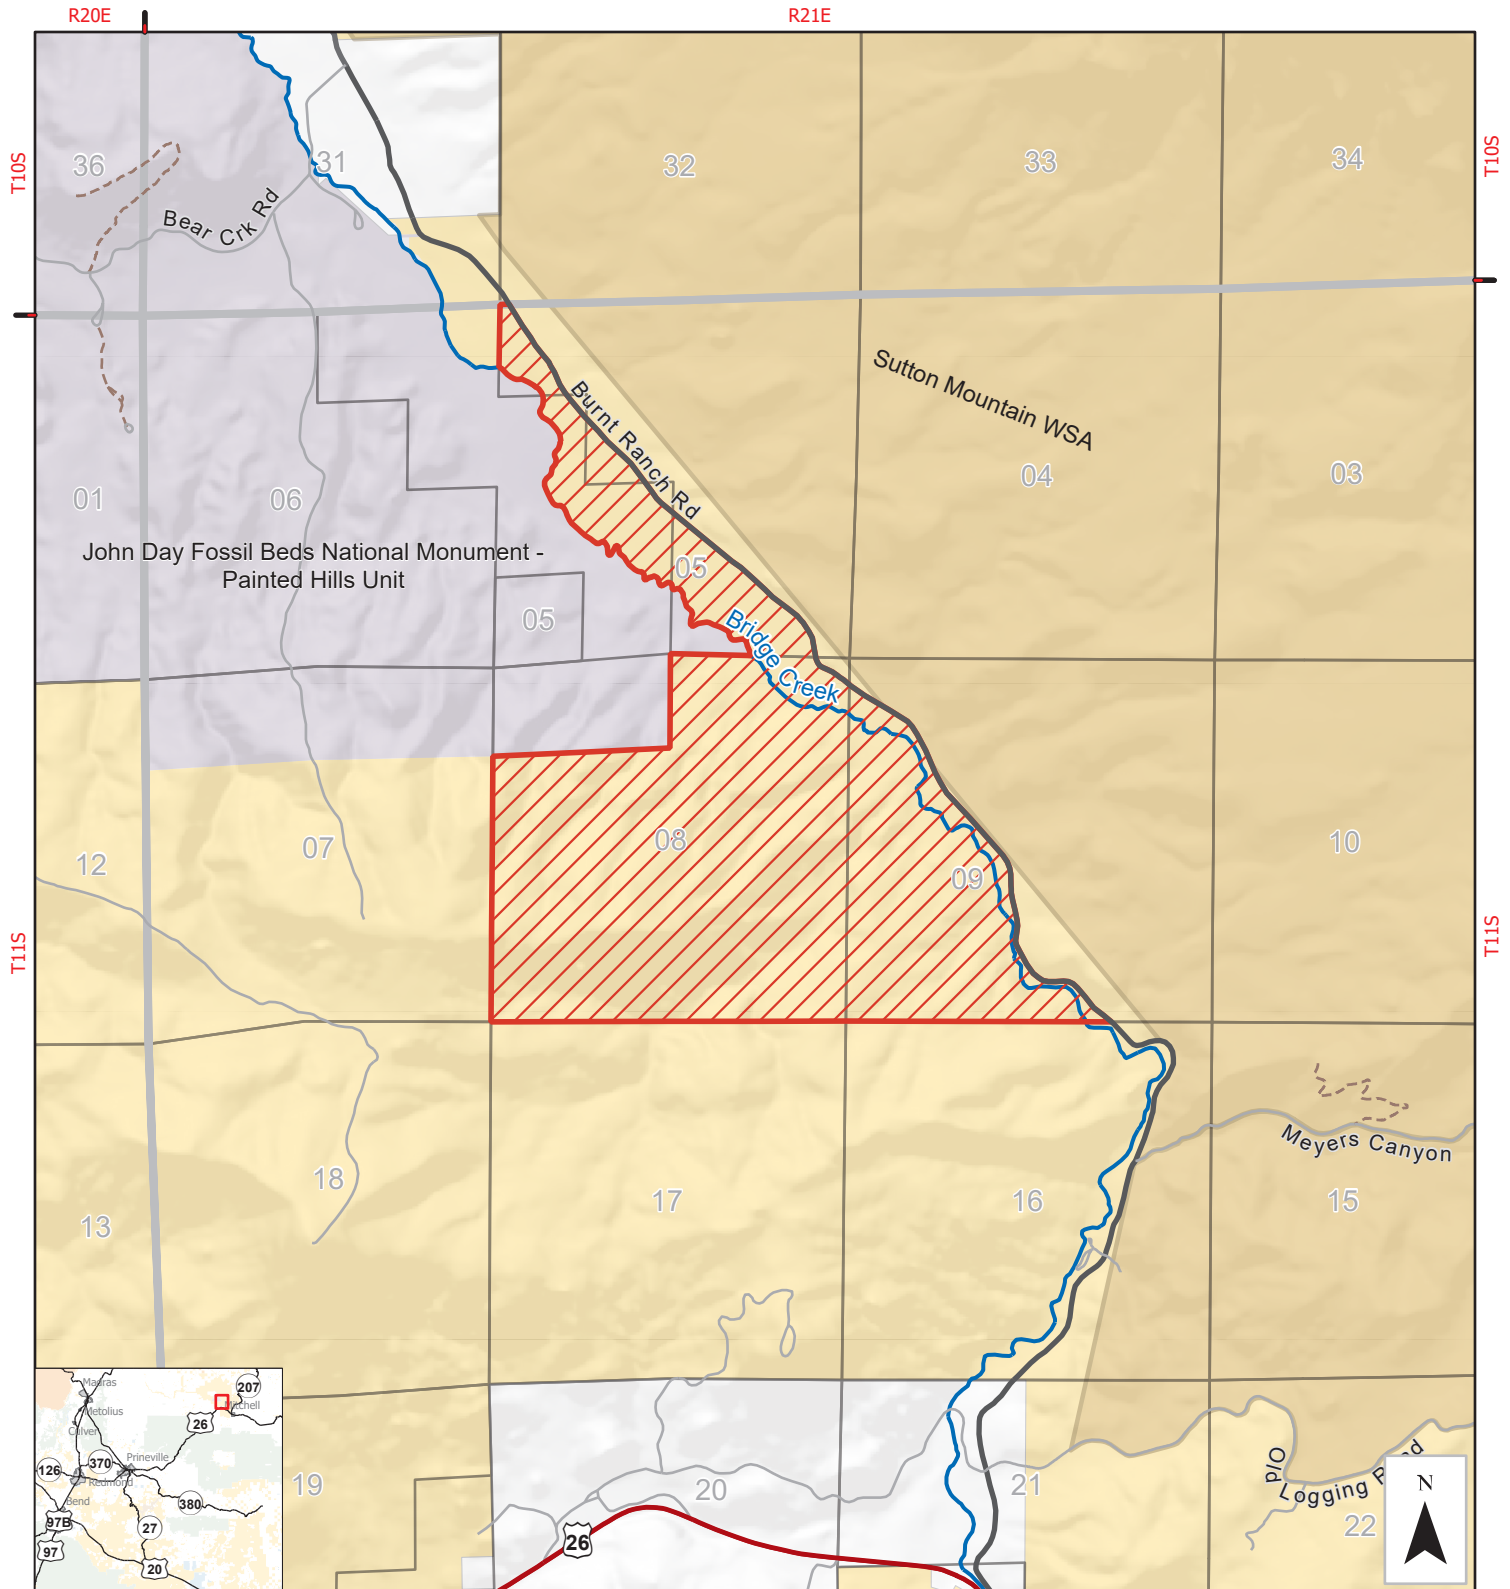 R20E
R21E
T10S
T10S
36
31
32
33
34
Bear Crk Rd
Sutton Mountain WSA
Burnt Ranch Rd
01
06
04
03
John Day Fossil Beds National Monument -
Painted Hills Unit
05
05
Bridge Creek
12
07
08
09
10
T11S
T11S
Meyers Canyon
13
18
17
16
15
19
20
21
22
26
Old
Logging
N
Madras
Metolius
Culver
207
Mitchell
26
Prineville
126
370
Redmond
Bend
380
97B
27
97
20